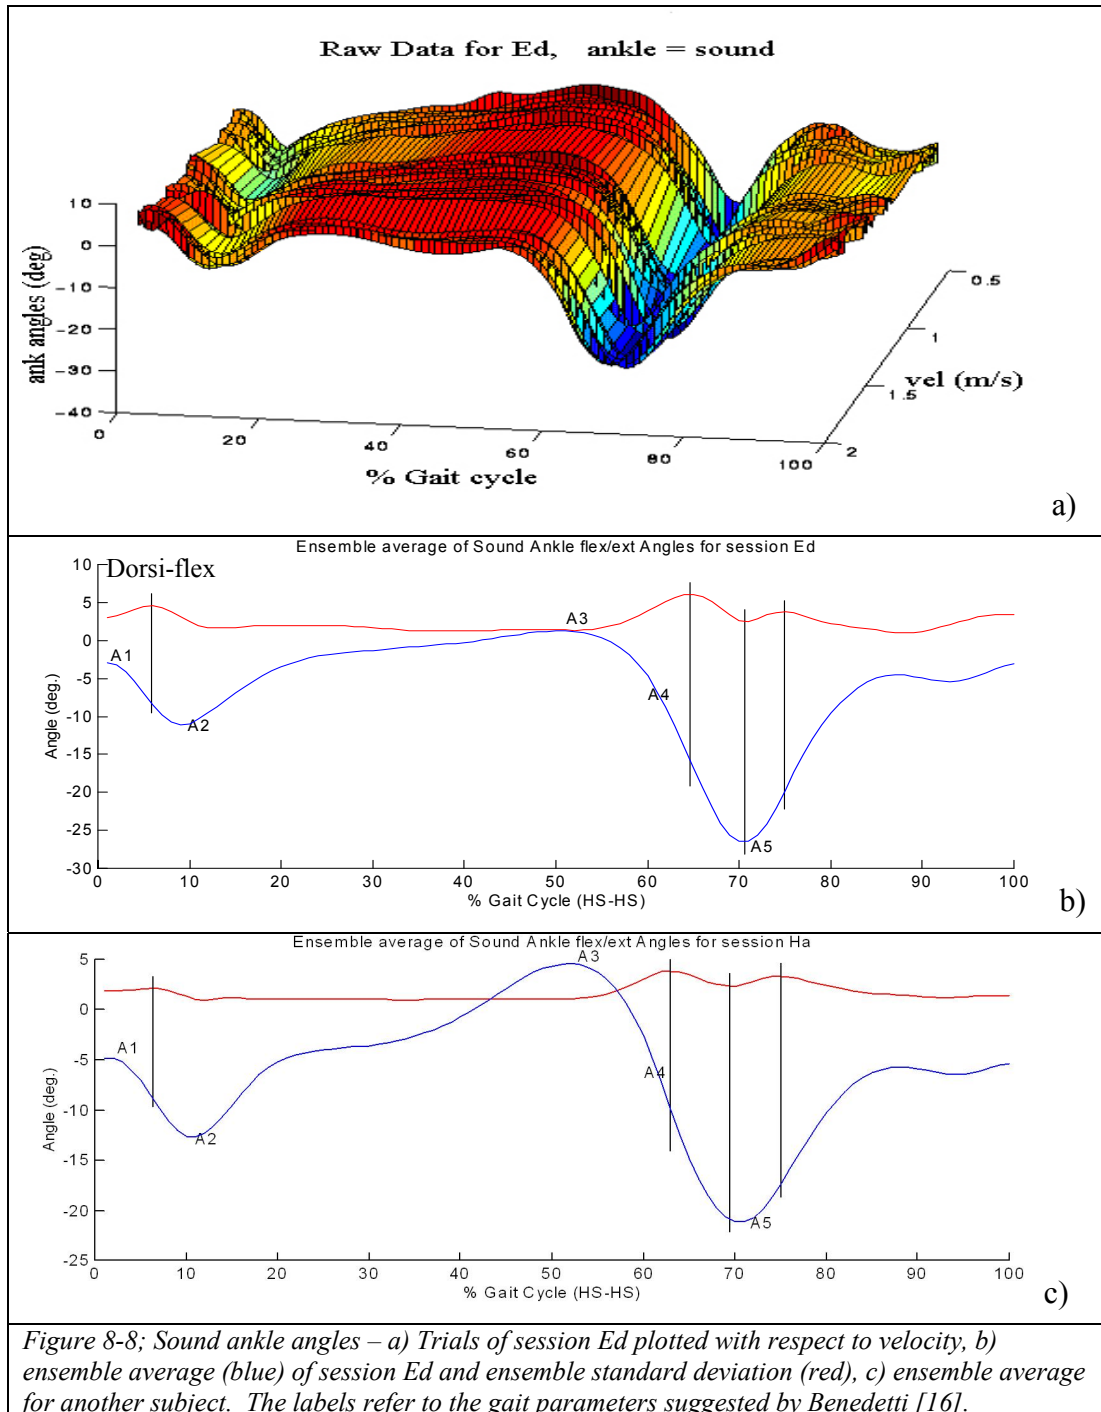 Raw Data for Ed, ankle = sound
10
0
-10
-20
-30
-40
ank angles (deg)
0
20
40
60
80
100
% Gait cycle
0.5
1
1.5
2
vel (m/s)
a)
Ensemble average of Sound Ankle flex/ext Angles for session Ed
Dorsi-flex
10
5
0
-5
-10
-15
-20
-25
-30
Angle (deg.)
A1
A2
A3
A4
A5
0 10 20 30 40 50 60 70 80 90 100
% Gait Cycle (HS-HS)
b)
Ensemble average of Sound Ankle flex/ext Angles for session Ha
5
0
-5
-10
-15
-20
-25
Angle (deg.)
A1
A2
A3
A4
A5
0 10 20 30 40 50 60 70 80 90 100
% Gait Cycle (HS-HS)
c)
Figure 8-8; Sound ankle angles – a) Trials of session Ed plotted with respect to velocity, b)
ensemble average (blue) of session Ed and ensemble standard deviation (red), c) ensemble average
for another subject. The labels refer to the gait parameters suggested by Benedetti [16].